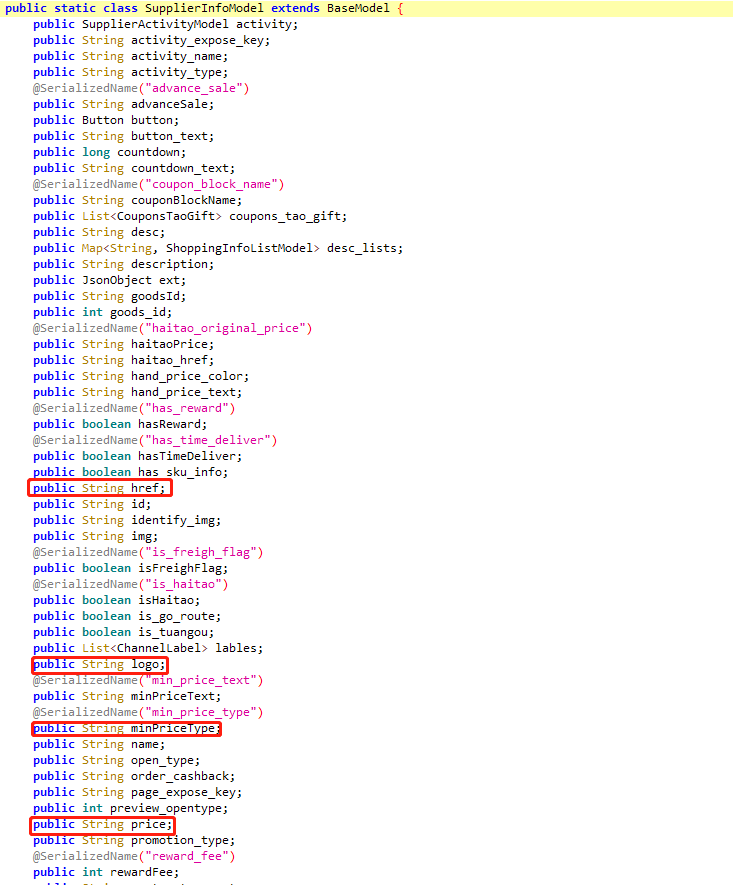 public static class SupplierInfoModel extends BaseModel {
public SupplierActivityModel activity;
public String activity_expose_key;
public String activity_name;
public String activity_type;
@SerializedName("advance_sale")
public String advanceSale;
public Button button;
public String button_text;
public long countdown;
public String countdown_text;
@SerializedName("coupon_block_name")
public String couponBlockName;
public List<CouponsTaoGift> coupons_tao_gift;
public String desc;
public Map<String, ShoppingInfoListModel> desc_lists;
public String description;
public JsonObject ext;
public String goodsId;
public int goods_id;
@SerializedName("haitao_original_price")
public String haitaoPrice;
public String haitao_href;
public String hand_price_color;
public String hand_price_text;
@SerializedName("has_reward")
public boolean hasReward;
@SerializedName("has_time_deliver")
public boolean hasTimeDeliver;
public boolean has_sku_info;
public String href;
public String id;
public String identify_img;
public String img;
@SerializedName("is_freigh_flag")
public boolean isFreighFlag;
@SerializedName("is_haitao")
public boolean isHaitao;
public boolean is_go_route;
public boolean is_tuangou;
public List<ChannelLabel> lables;
public String logo;
@SerializedName("min_price_text")
public String minPriceText;
@SerializedName("min_price_type")
public String minPriceType;
public String name;
public String open_type;
public String order_cashback;
public String page_expose_key;
public int preview_opentype;
public String price;
public String promotion_type;
@SerializedName("reward_fee")
public int rewardFee;